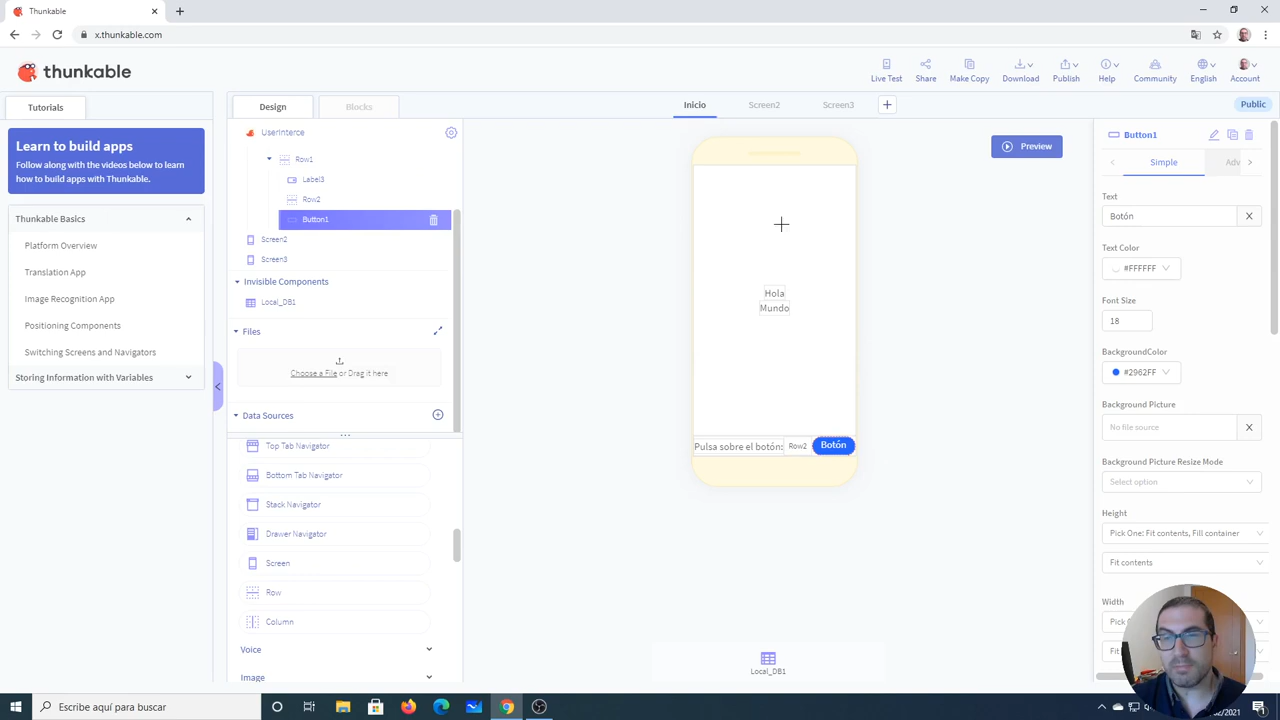 Thunkable
x.thunkable.com
thunkable
Live Test
Share
Make Copy
Download
Publish
Help
Community
English
Account
Tutorials
Design
Blocks
Inicio
Screen2
Screen3
Public
Learn to build apps
Follow along with the videos below to learn
how to build apps with Thunkable.
Thunkable Basics
Platform Overview
Translation App
Image Recognition App
Positioning Components
Switching Screens and Navigators
Storing Information with Variables
UserInterce
Row1
Label3
Row2
Button1
Screen2
Screen3
Invisible Components
Local_DB1
Files
Choose a File or Drag it here
Data Sources
Top Tab Navigator
Bottom Tab Navigator
Stack Navigator
Drawer Navigator
Screen
Row
Column
Voice
Image
Preview
Hola
Mundo
Pulsa sobre el botón:
Row2
Botón
Local_DB1
Button1
Simple
Adv
Text
Botón
Text Color
#FFFFFF
Font Size
18
BackgroundColor
#2962FF
Background Picture
No file source
Background Picture Resize Mode
Select option
Height
Pick One: Fit contents, Fill container
Fit contents
Width
Escribe aquí para buscar